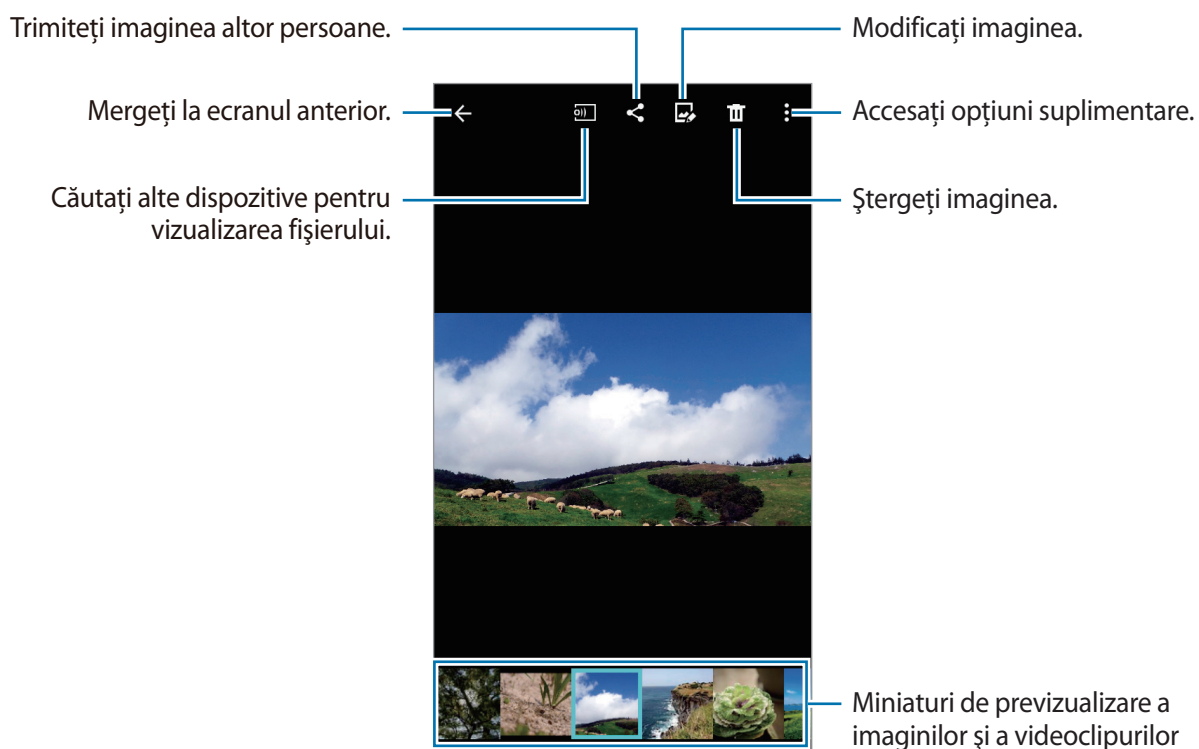 Trimiteți imaginea altor persoane.
Modificați imaginea.
Mergeți la ecranul anterior.
Accesați opțiuni suplimentare.
Căutați alte dispozitive pentru
vizualizarea fişierului.
Ştergeți imaginea.
Miniaturi de previzualizare a
imaginilor şi a videoclipurilor